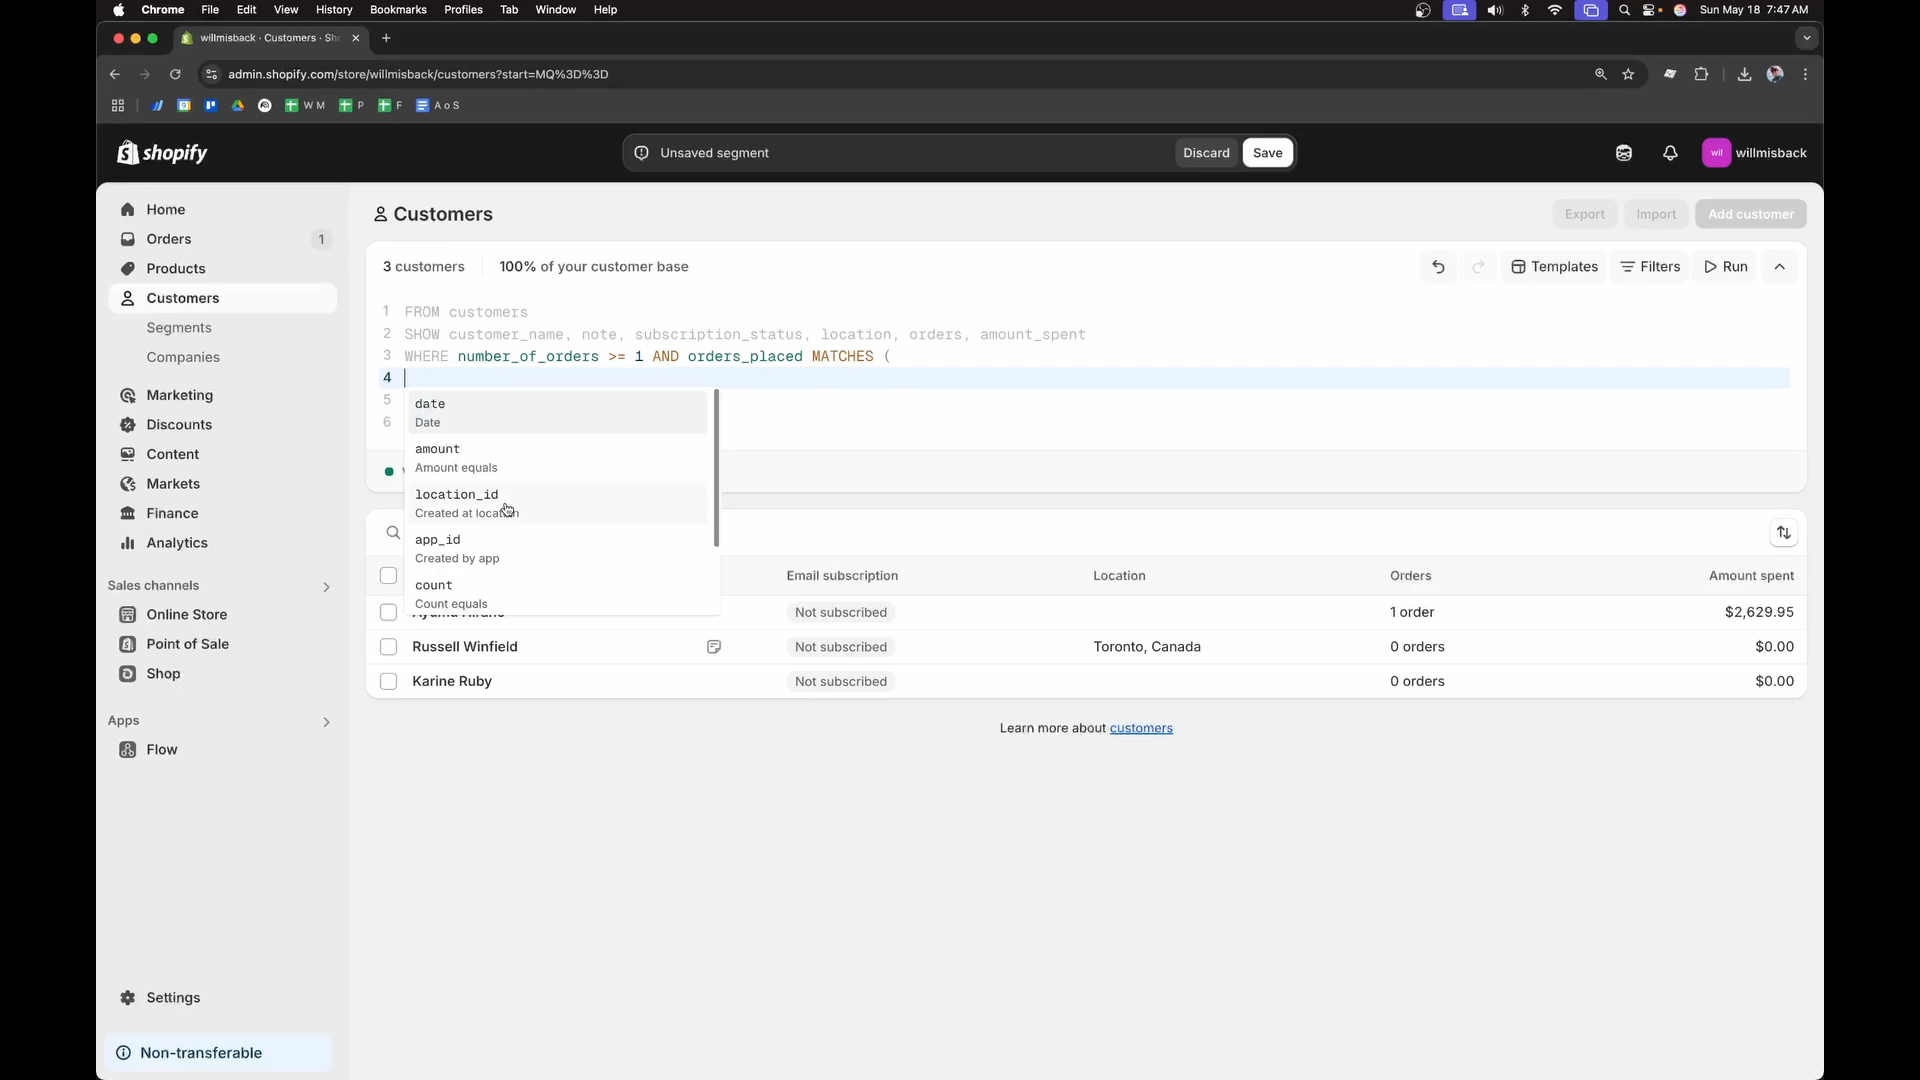 Chrome File Edit View History Bookmarks Profiles Tab Window Help Sun May 18 7:47 AM
willmisback · Customers · Sh
admin.shopify.com/store/willmisback/customers?start=MQ%3D%3D
W M P F A o S
shopify Unsaved segment Discard Save wil willmisback
Home
Orders 1
Products
Customers
Segments
Companies
Marketing
Discounts
Content
Markets
Finance
Analytics
Sales channels
Online Store
Point of Sale
Shop
Apps
Flow
Settings
Non-transferable
Customers Export Import Add customer
3 customers 100% of your customer base Templates Filters Run
1 FROM customers
2 SHOW customer_name, note, subscription_status, location, orders, amount_spent
3 WHERE number_of_orders >= 1 AND orders_placed MATCHES (
4
5
6
date
Date
amount
Amount equals
location_id
Created at location
app_id
Created by app
count
Count equals
Email subscription Location Orders Amount spent
Not subscribed 1 order $2,629.95
Russell Winfield Not subscribed Toronto, Canada 0 orders $0.00
Karine Ruby Not subscribed 0 orders $0.00
Learn more about customers